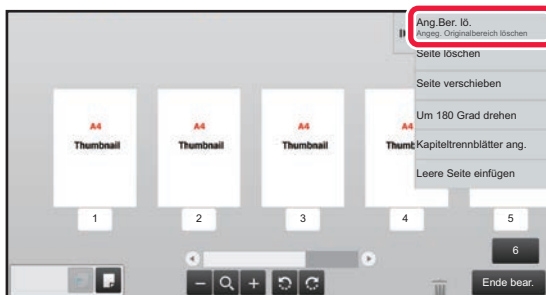 Ang.Ber. lö.
Angeg. Originalbereich löschen
Seite löschen
Seite verschieben
Um 180 Grad drehen
Kapiteltrennblätter ang.
Leere Seite einfügen
A4 A4 A4 A4
Thumbnail Thumbnail Thumbnail Thumb
1 2 3 4 5
6
Ende bear.